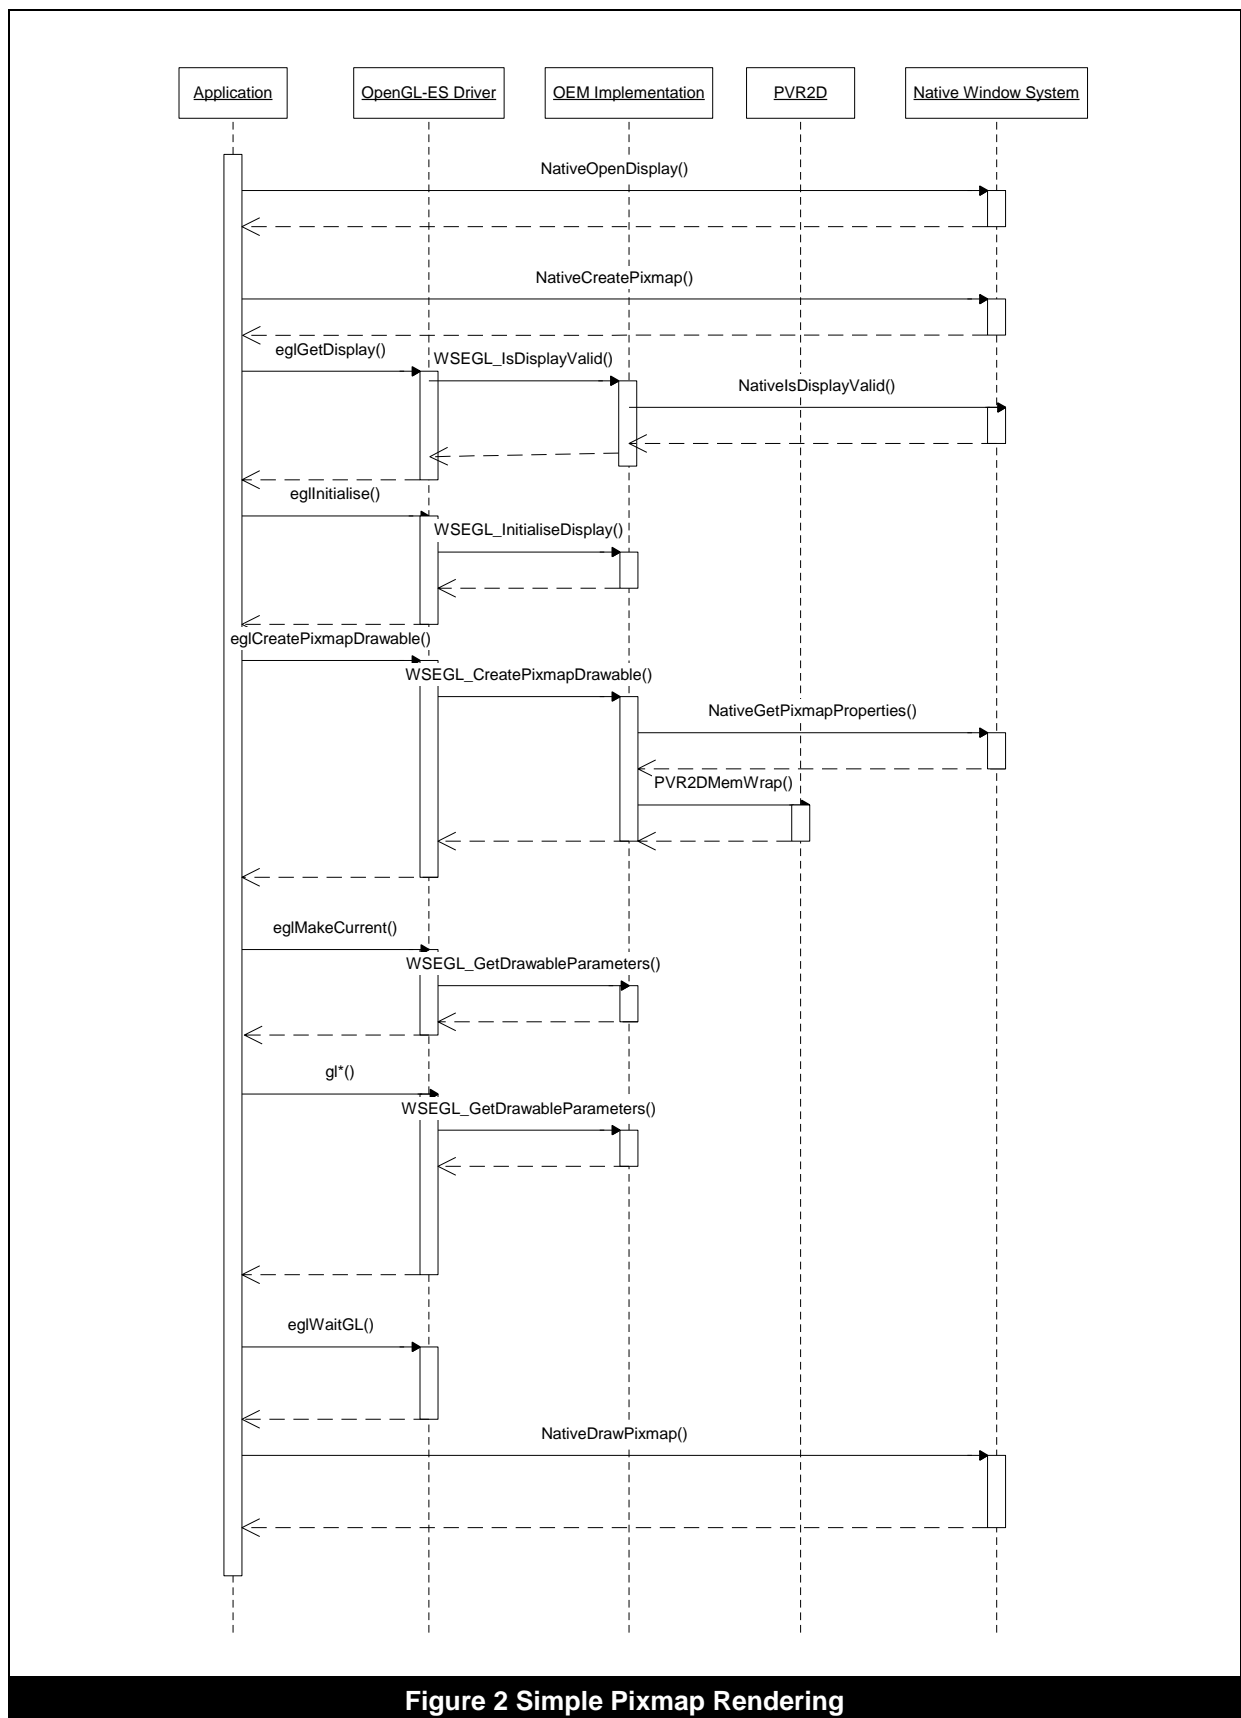 Application
OpenGL-ES Driver
OEM Implementation
PVR2D
Native Window System
NativeOpenDisplay()
NativeCreatePixmap()
eglGetDisplay()
WSEGL_IsDisplayValid()
NativeIsDisplayValid()
eglInitialise()
WSEGL_InitialiseDisplay()
eglCreatePixmapDrawable()
WSEGL_CreatePixmapDrawable()
NativeGetPixmapProperties()
PVR2DMemWrap()
eglMakeCurrent()
WSEGL_GetDrawableParameters()
gl*()
WSEGL_GetDrawableParameters()
eglWaitGL()
NativeDrawPixmap()
Figure 2 Simple Pixmap Rendering